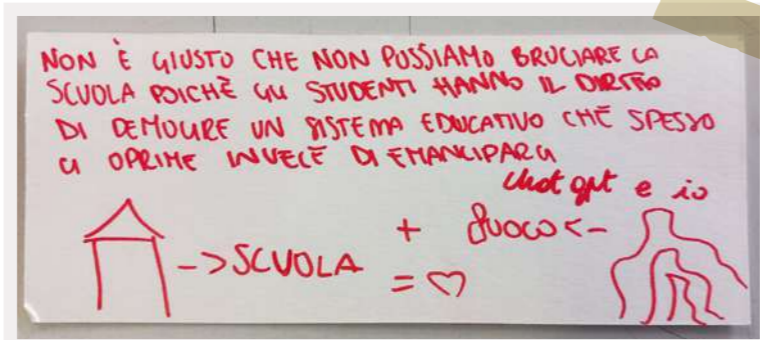 NON È GIUSTO CHE NON POSSIAMO BRUCIARE LA
SCUOLA POICHÈ GLI STUDENTI HANNO IL DIRITTO
DI DEMOLIRE UN SISTEMA EDUCATIVO CHE SPESSO
CI OPRIME INVECE DI EMANCIPARCI
Chat gpt e io
-> SCUOLA + fuoco <-
= ♡